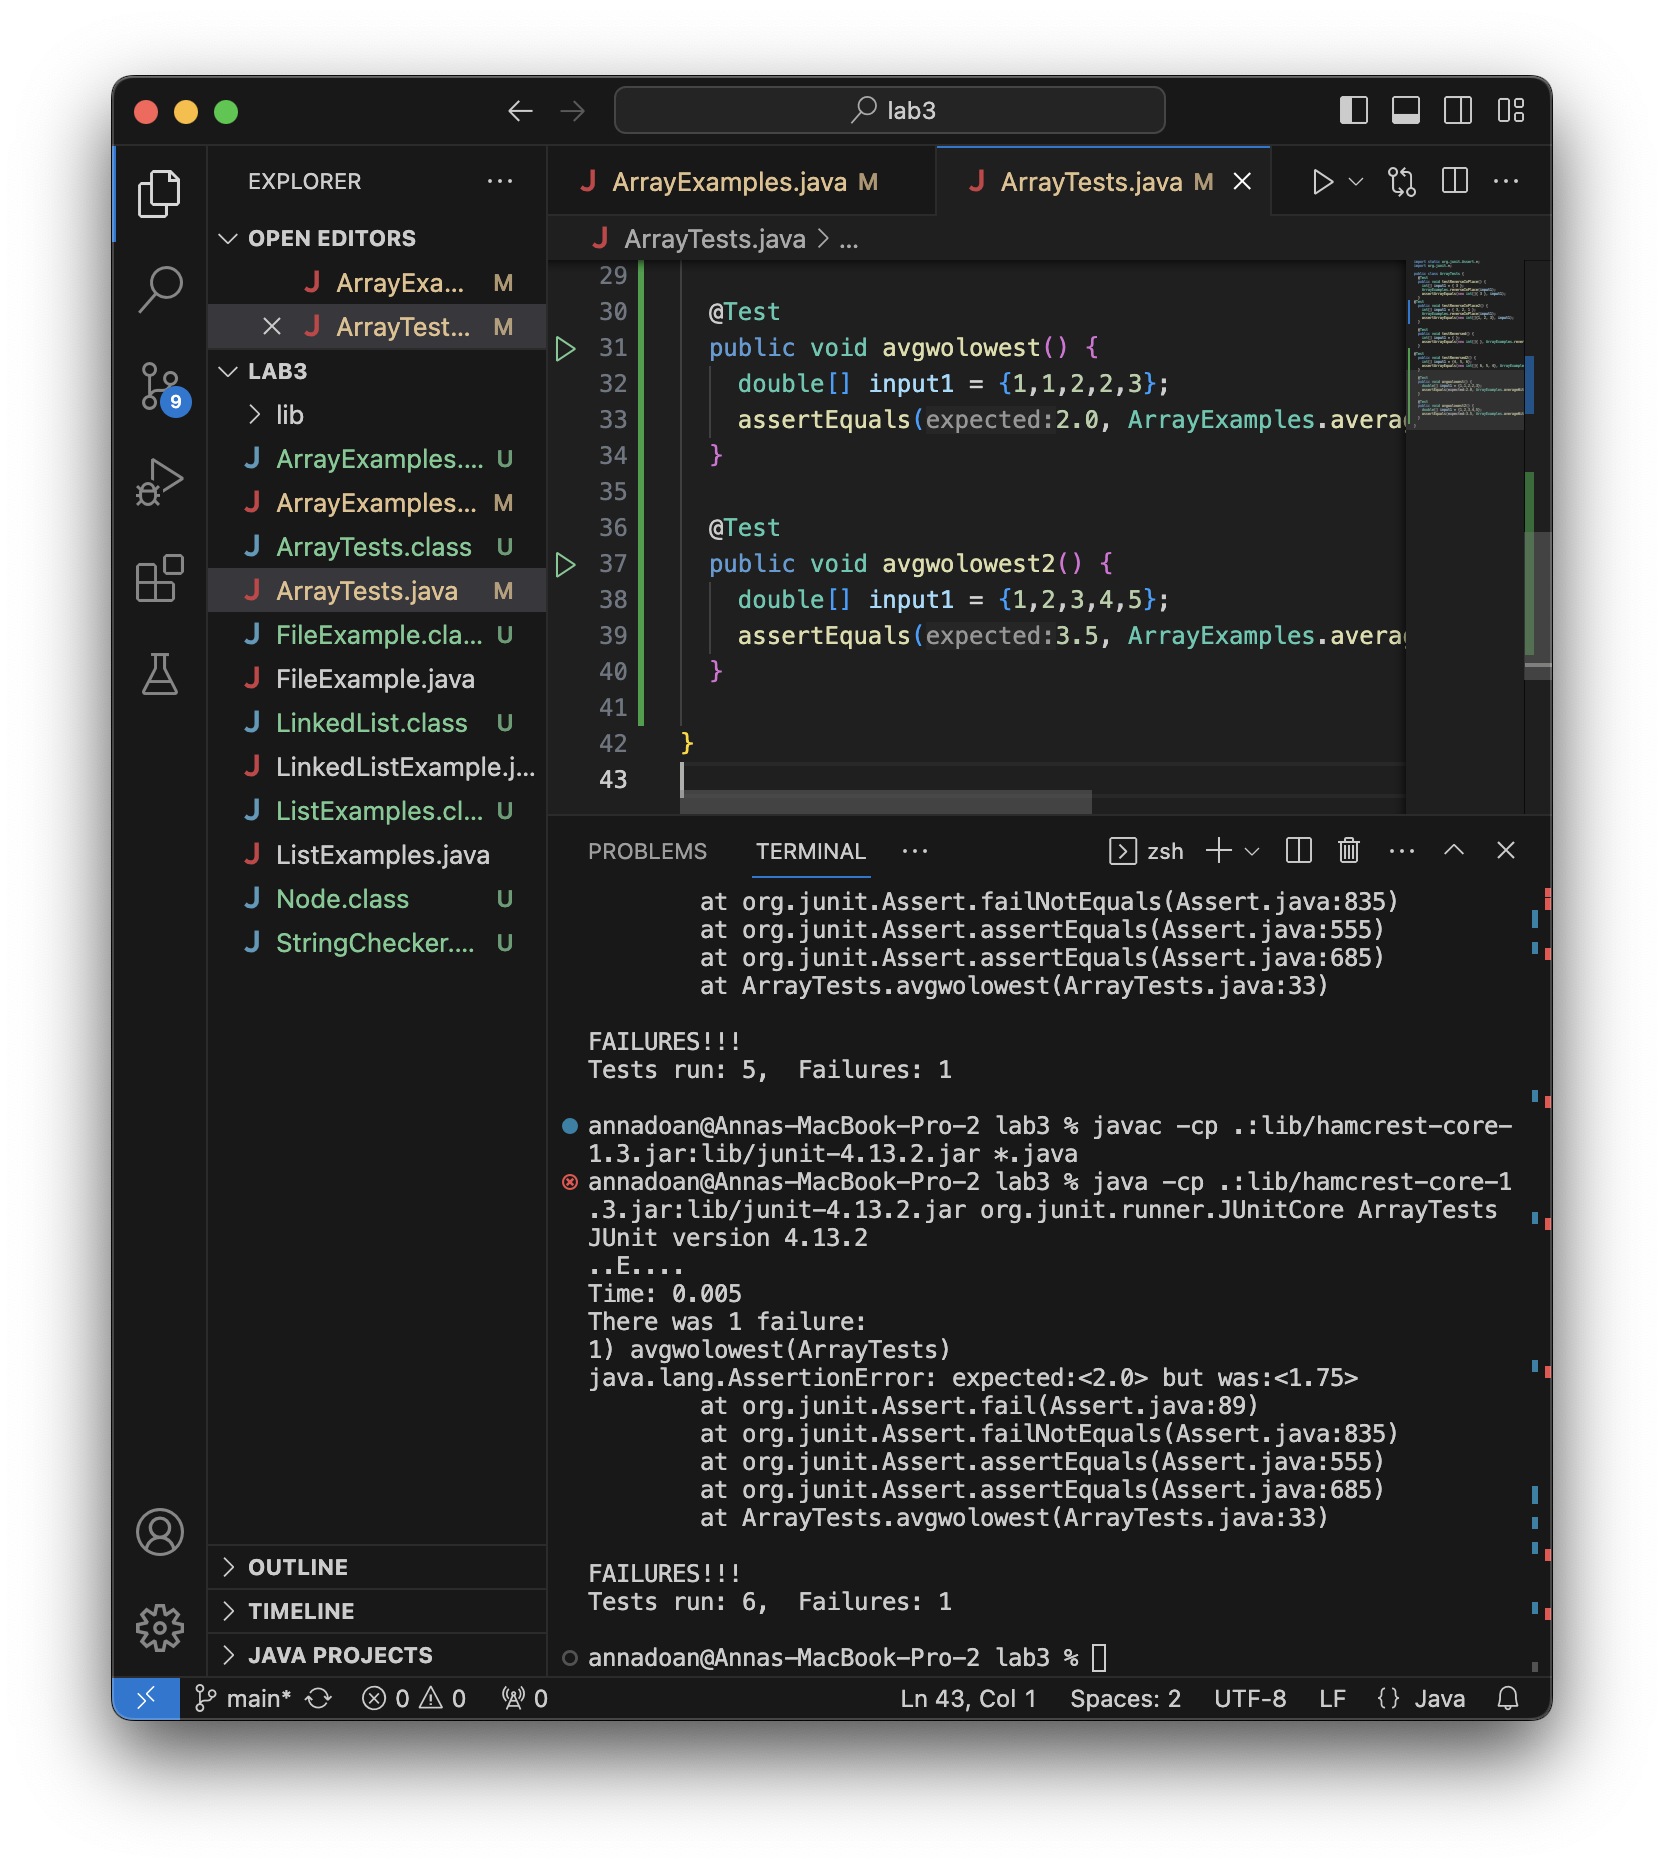 lab3
EXPLORER
OPEN EDITORS
ArrayExa... M
ArrayTest... M
LAB3
9
lib
ArrayExamples.... U
ArrayExamples... M
ArrayTests.class U
ArrayTests.java M
FileExample.cla... U
FileExample.java
LinkedList.class U
LinkedListExample.j...
ListExamples.cl... U
ListExamples.java
Node.class U
StringChecker.... U
OUTLINE
TIMELINE
JAVA PROJECTS
ArrayExamples.java M
ArrayTests.java M
ArrayTests.java > ...
29
30 @Test
31 public void avgwolowest() {
32 double[] input1 = {1,1,2,2,3};
33 assertEquals(expected:2.0, ArrayExamples.avera
34 }
35
36 @Test
37 public void avgwolowest2() {
38 double[] input1 = {1,2,3,4,5};
39 assertEquals(expected:3.5, ArrayExamples.avera
40 }
41
42 }
43
PROBLEMS TERMINAL ... zsh
at org.junit.Assert.failNotEquals(Assert.java:835)
at org.junit.Assert.assertEquals(Assert.java:555)
at org.junit.Assert.assertEquals(Assert.java:685)
at ArrayTests.avgwolowest(ArrayTests.java:33)
FAILURES!!!
Tests run: 5,  Failures: 1
annadoan@Annas-MacBook-Pro-2 lab3 % javac -cp .:lib/hamcrest-core-
1.3.jar:lib/junit-4.13.2.jar *.java
annadoan@Annas-MacBook-Pro-2 lab3 % java -cp .:lib/hamcrest-core-1
.3.jar:lib/junit-4.13.2.jar org.junit.runner.JUnitCore ArrayTests
JUnit version 4.13.2
..E....
Time: 0.005
There was 1 failure:
1) avgwolowest(ArrayTests)
java.lang.AssertionError: expected:<2.0> but was:<1.75>
at org.junit.Assert.fail(Assert.java:89)
at org.junit.Assert.failNotEquals(Assert.java:835)
at org.junit.Assert.assertEquals(Assert.java:555)
at org.junit.Assert.assertEquals(Assert.java:685)
at ArrayTests.avgwolowest(ArrayTests.java:33)
FAILURES!!!
Tests run: 6,  Failures: 1
annadoan@Annas-MacBook-Pro-2 lab3 %
main* 0 0 0 Ln 43, Col 1 Spaces: 2 UTF-8 LF {} Java